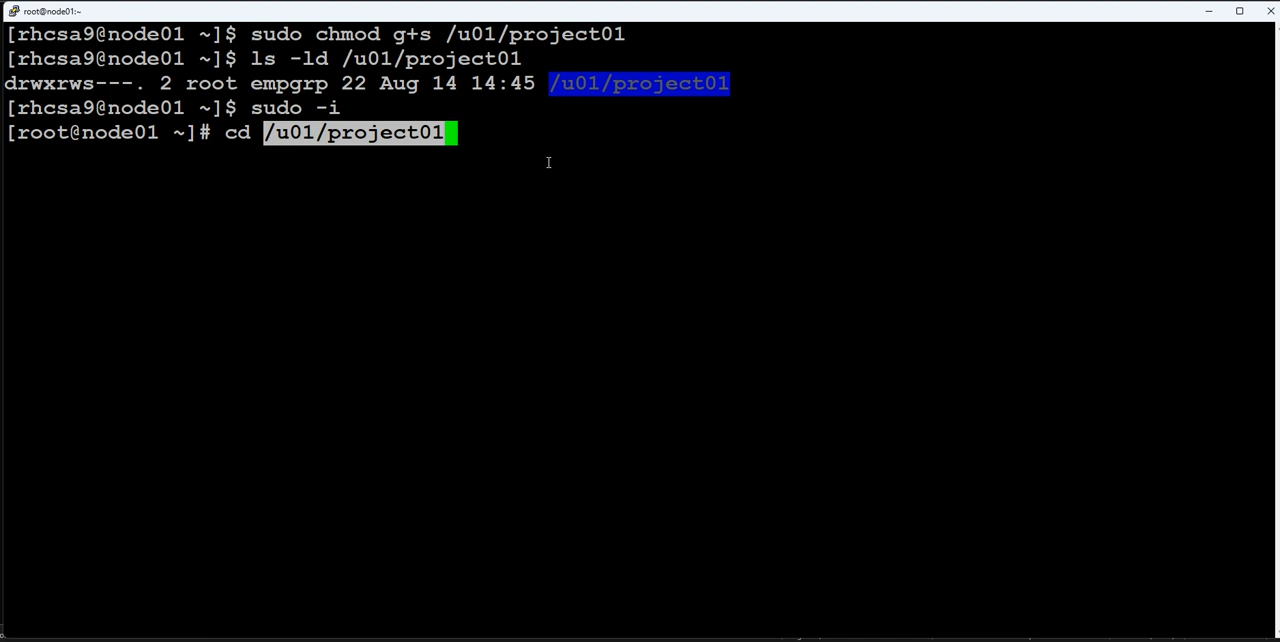 root@node01:~
[rhcsa9@node01 ~]$ sudo chmod g+s /u01/project01
[rhcsa9@node01 ~]$ ls -ld /u01/project01
drwxrws---. 2 root empgrp 22 Aug 14 14:45 /u01/project01
[rhcsa9@node01 ~]$ sudo -i
[root@node01 ~]# cd /u01/project01